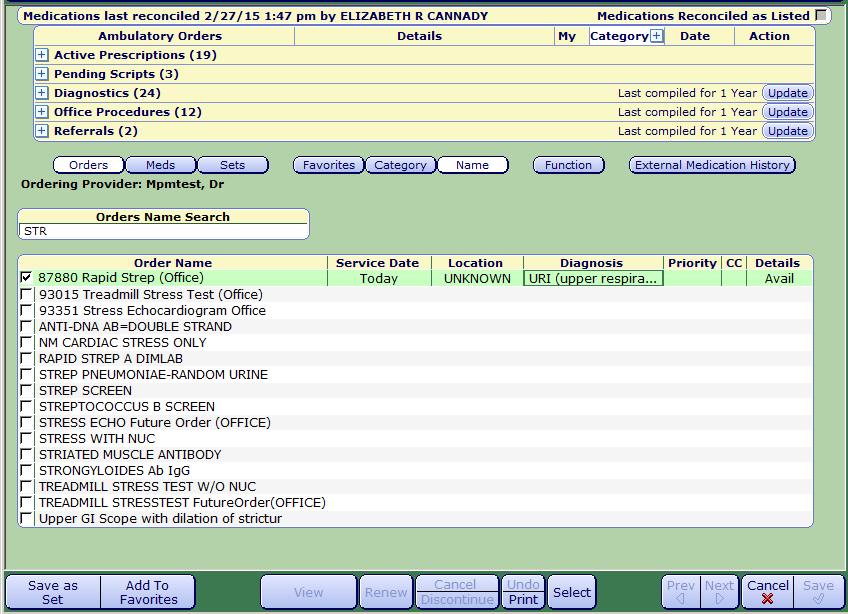 Medications last reconciled 2/27/15 1:47 pm by ELIZABETH R CANNADY Medications Reconciled as Listed
Ambulatory Orders Details My Category Date Action
Active Prescriptions (19)
Pending Scripts (3)
Diagnostics (24) Last compiled for 1 Year Update
Office Procedures (12) Last compiled for 1 Year Update
Referrals (2) Last compiled for 1 Year Update
Orders Meds Sets Favorites Category Name Function External Medication History
Ordering Provider: Mpmtest, Dr
Orders Name Search
STR
Order Name Service Date Location Diagnosis Priority CC Details
87880 Rapid Strep (Office) Today UNKNOWN URI (upper respira... Avail
93015 Treadmill Stress Test (Office)
93351 Stress Echocardiogram Office
ANTI-DNA AB=DOUBLE STRAND
NM CARDIAC STRESS ONLY
RAPID STREP A DIMLAB
STREP PNEUMONIAE-RANDOM URINE
STREP SCREEN
STREPTOCOCCUS B SCREEN
STRESS ECHO Future Order (OFFICE)
STRESS WITH NUC
STRIATED MUSCLE ANTIBODY
STRONGYLOIDES Ab IgG
TREADMILL STRESS TEST W/O NUC
TREADMILL STRESSTEST FutureOrder(OFFICE)
Upper GI Scope with dilation of strictur
Save as Set Add To Favorites View Renew Cancel Discontinue Undo Print Select Prev Next Cancel Save